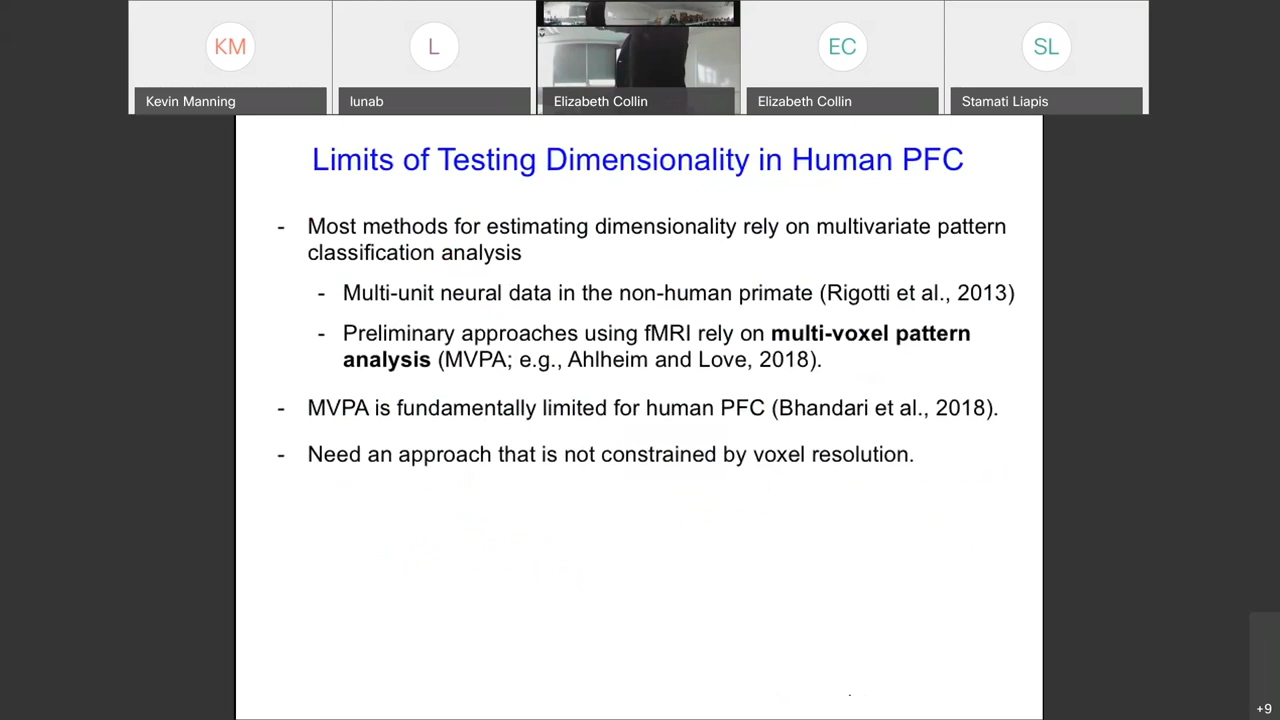 KM
L
EC
SL
Kevin Manning
lunab
Elizabeth Collin
Elizabeth Collin
Stamati Liapis
Limits of Testing Dimensionality in Human PFC
- Most methods for estimating dimensionality rely on multivariate pattern
classification analysis
- Multi-unit neural data in the non-human primate (Rigotti et al., 2013)
- Preliminary approaches using fMRI rely on multi-voxel pattern
analysis (MVPA; e.g., Ahlheim and Love, 2018).
- MVPA is fundamentally limited for human PFC (Bhandari et al., 2018).
- Need an approach that is not constrained by voxel resolution.
+9